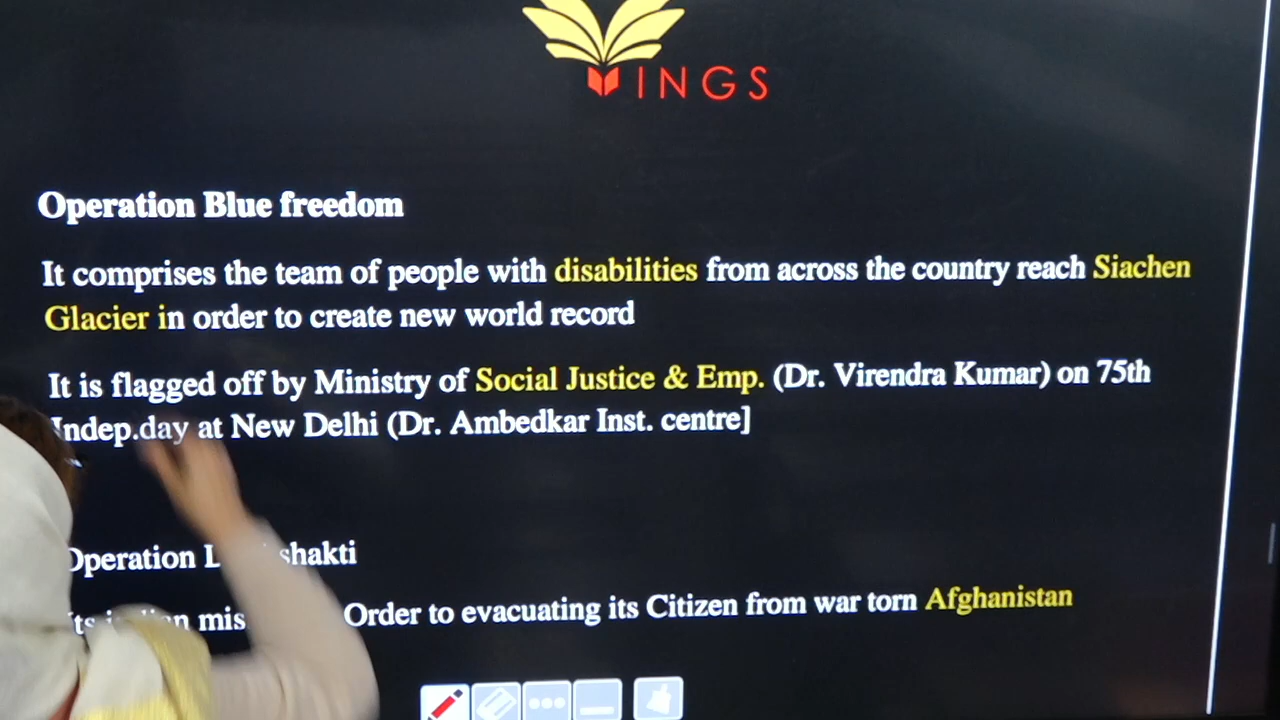 WINGS
Operation Blue freedom
It comprises the team of people with disabilities from across the country reach Siachen
Glacier in order to create new world record
It is flagged off by Ministry of Social Justice & Emp. (Dr. Virendra Kumar) on 75th
Indep.day at New Delhi (Dr. Ambedkar Inst. centre]
Operation shakti
Order to evacuating its Citizen from war torn Afghanistan